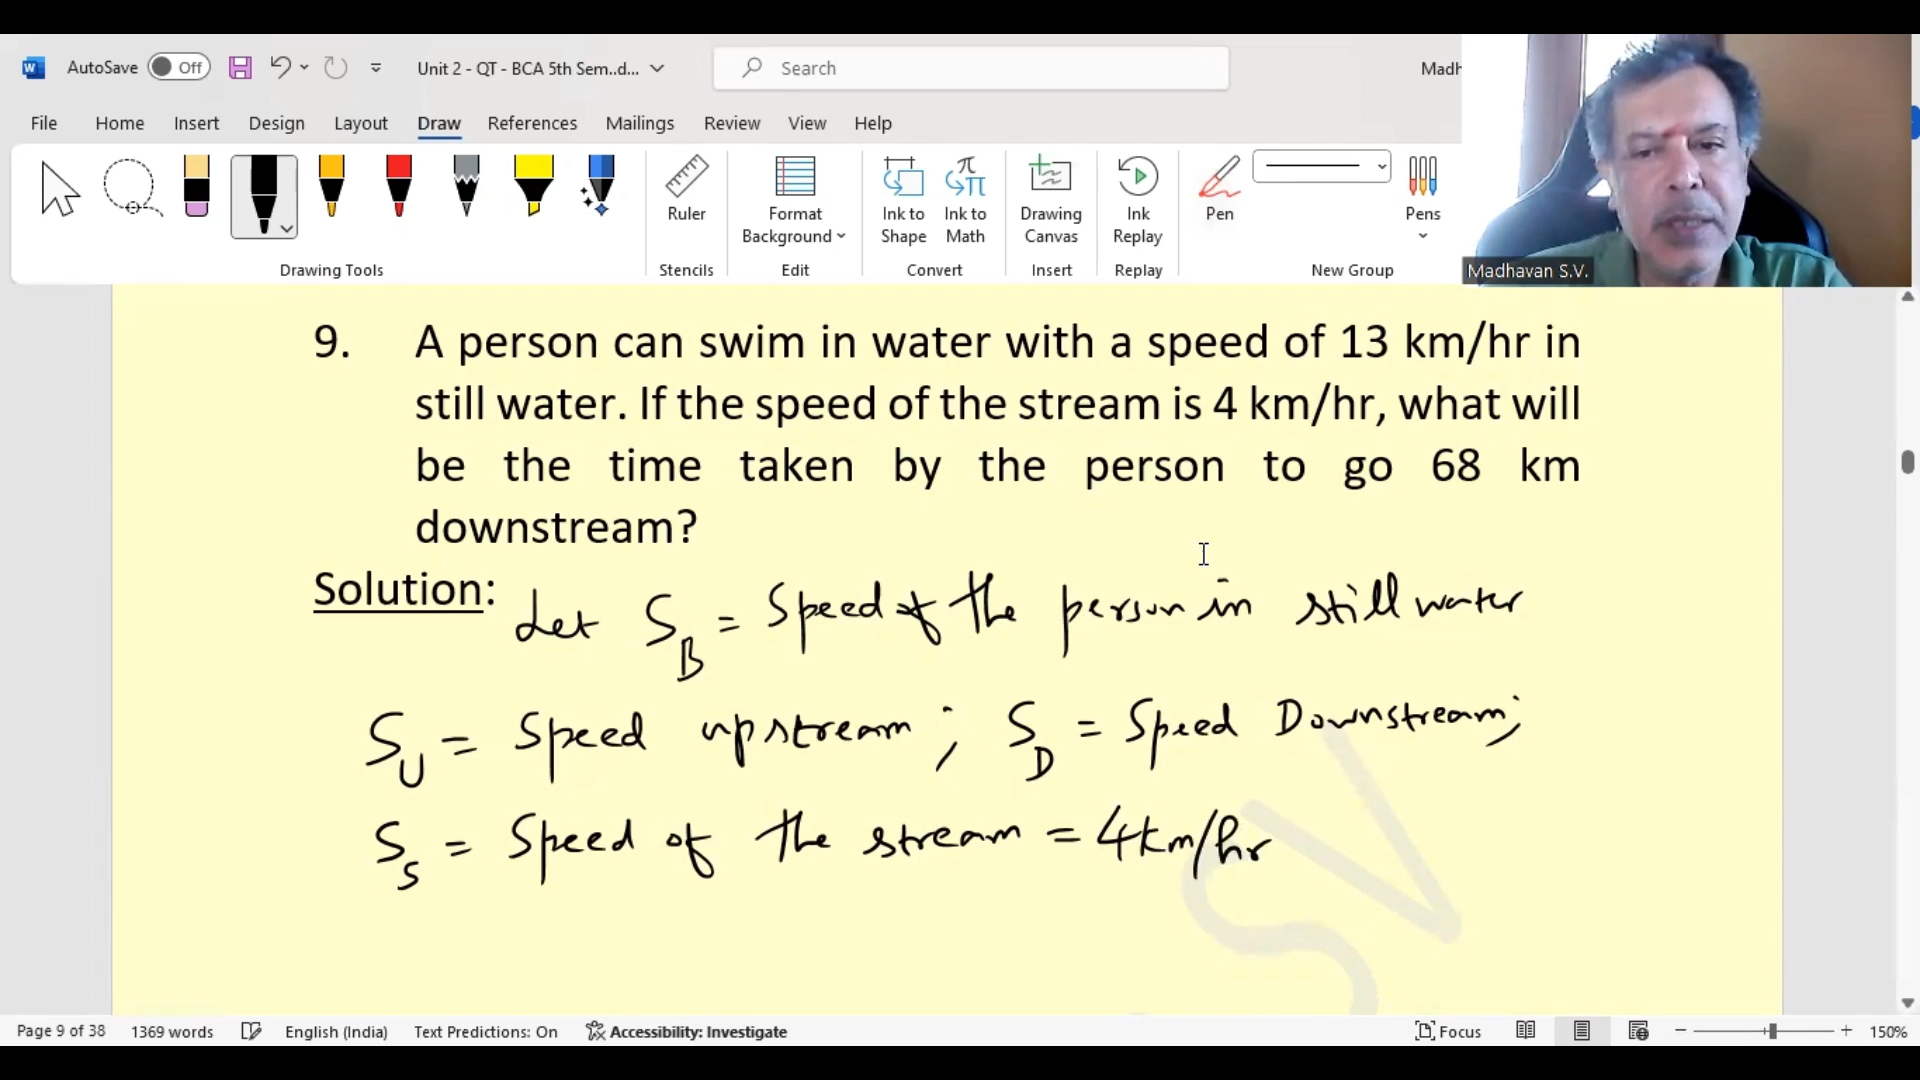 AutoSave Off Unit 2 - QT - BCA 5th Sem..d... Search Madh
File Home Insert Design Layout Draw References Mailings Review View Help
Ruler Format Background Ink to Shape Ink to Math Drawing Canvas Ink Replay Pen Pens
Drawing Tools Stencils Edit Convert Insert Replay New Group
Madhavan S.V.
9. A person can swim in water with a speed of 13 km/hr in
still water. If the speed of the stream is 4 km/hr, what will
be the time taken by the person to go 68 km
downstream?
Solution: Let S_B = Speed of the person in still water
S_U = Speed upstream ; S_D = Speed Downstream;
S_S = Speed of the stream = 4km/hr
SV
Page 9 of 38 1369 words English (India) Text Predictions: On Accessibility: Investigate Focus 150%